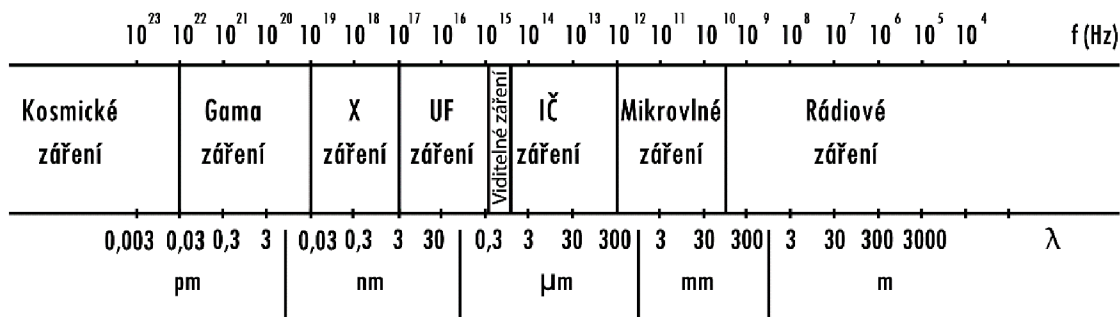 10²³ 10²² 10²¹ 10²⁰ 10¹⁹ 10¹⁸ 10¹⁷ 10¹⁶ 10¹⁵ 10¹⁴ 10¹³ 10¹² 10¹¹ 10¹⁰ 10⁹ 10⁸ 10⁷ 10⁶ 10⁵ 10⁴ f (Hz)
Kosmické
záření
Gama
záření
X
záření
UF
záření
Viditelné záření
IČ
záření
Mikrovlné
záření
Rádiové
záření
0,003 0,03 0,3 3 0,03 0,3 3 30 0,3 3 30 300 3 30 300 3 30 300 3000 λ
pm nm µm mm m